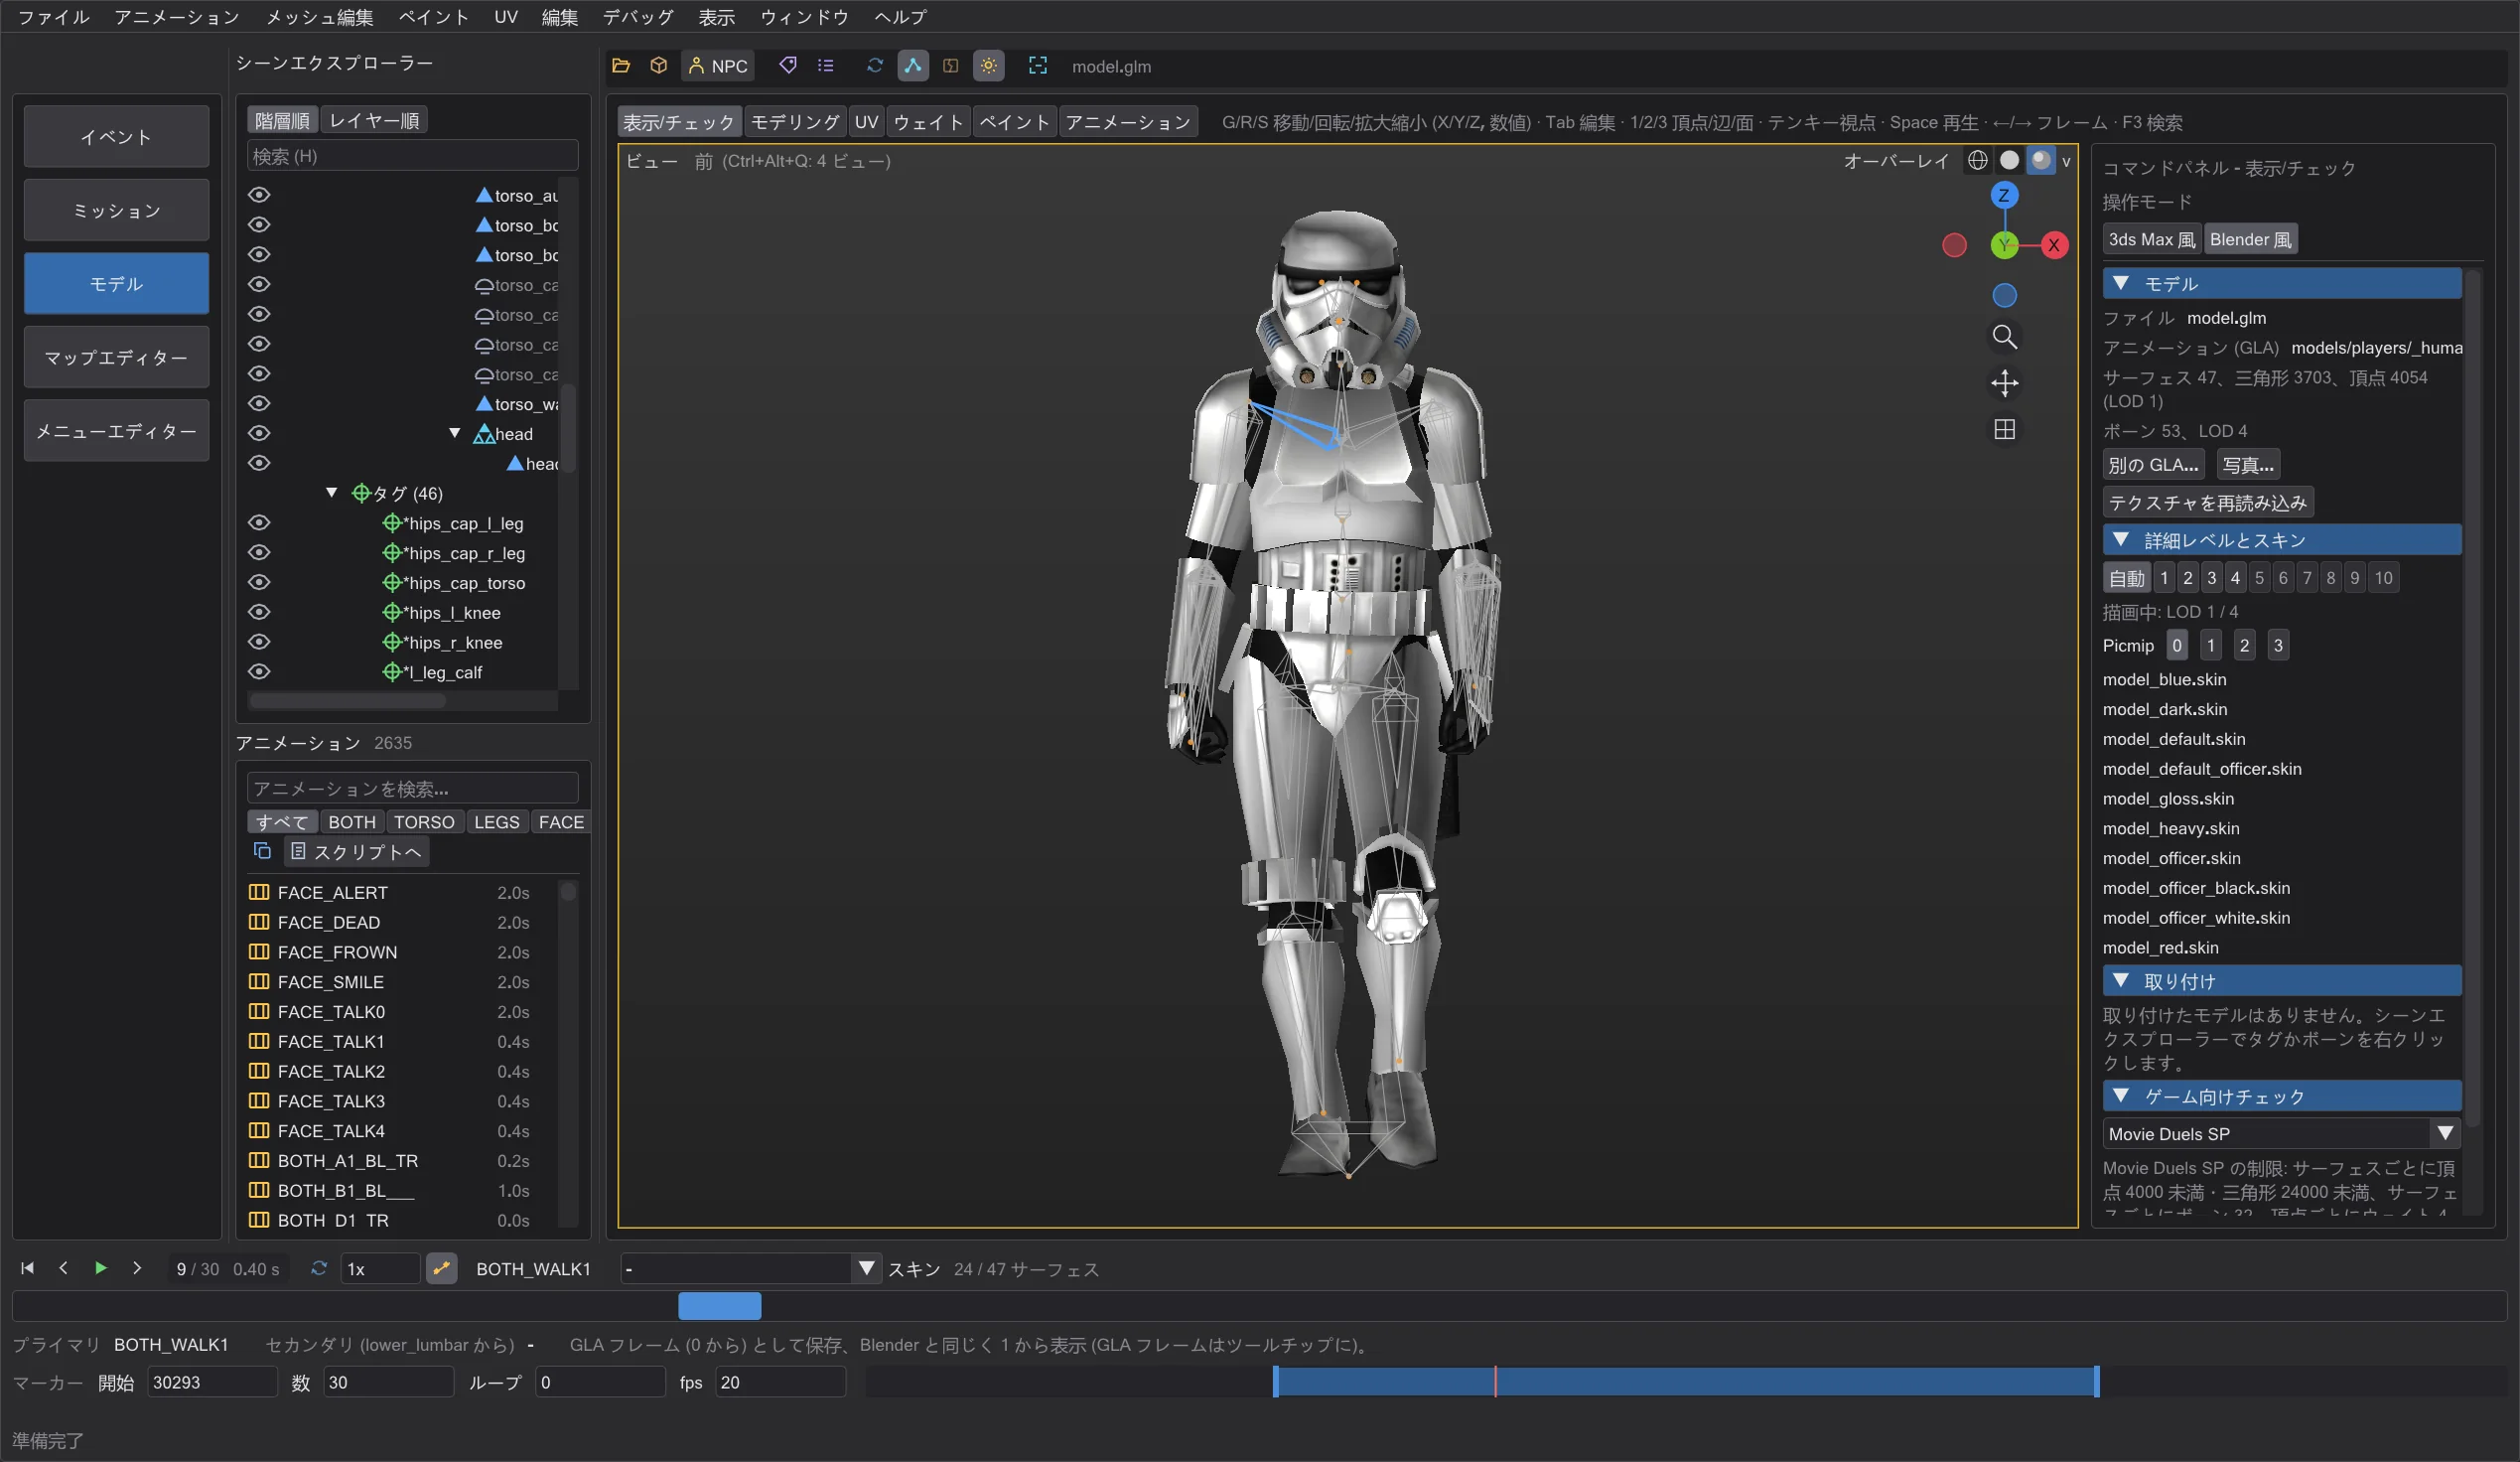 ファイル アニメーション メッシュ編集 ペイント UV 編集 デバッグ 表示 ウィンドウ ヘルプ
シーンエクスプローラー
NPC model.glm
イベント
ミッション
モデル
マップエディター
メニューエディター
階層順 レイヤー順
検索 (H)
torso_au
torso_bo
torso_bo
torso_ca
torso_ca
torso_ca
torso_ca
torso_wa
head
head
タグ (46)
*hips_cap_l_leg
*hips_cap_r_leg
*hips_cap_torso
*hips_l_knee
*hips_r_knee
*l_leg_calf
アニメーション 2635
アニメーションを検索...
すべて BOTH TORSO LEGS FACE
スクリプトへ
FACE_ALERT 2.0s
FACE_DEAD 2.0s
FACE_FROWN 2.0s
FACE_SMILE 2.0s
FACE_TALK0 2.0s
FACE_TALK1 0.4s
FACE_TALK2 0.4s
FACE_TALK3 0.4s
FACE_TALK4 0.4s
BOTH_A1_BL_TR 0.2s
BOTH_B1_BL___ 1.0s
BOTH_D1_TR 0.0s
表示/チェック モデリング UV ウェイト ペイント アニメーション G/R/S 移動/回転/拡大縮小 (X/Y/Z, 数値) · Tab 編集 · 1/2/3 頂点/辺/面 · テンキー視点 · Space 再生 · ←/→ フレーム · F3 検索
ビュー 前 (Ctrl+Alt+Q: 4 ビュー) オーバーレイ v
Z
Y X
コマンドパネル - 表示/チェック
操作モード
3ds Max 風 Blender 風
モデル
ファイル model.glm
アニメーション (GLA) models/players/_huma
サーフェス 47、三角形 3703、頂点 4054
(LOD 1)
ボーン 53、LOD 4
別の GLA... 写真...
テクスチャを再読み込み
詳細レベルとスキン
自動 1 2 3 4 5 6 7 8 9 10
描画中: LOD 1 / 4
Picmip 0 1 2 3
model_blue.skin
model_dark.skin
model_default.skin
model_default_officer.skin
model_gloss.skin
model_heavy.skin
model_officer.skin
model_officer_black.skin
model_officer_white.skin
model_red.skin
取り付け
取り付けたモデルはありません。シーンエ
クスプローラーでタグかボーンを右クリッ
クします。
ゲーム向けチェック
Movie Duels SP
Movie Duels SP の制限: サーフェスごとに頂
点 4000 未満・三角形 24000 未満、サーフェ
スごとにボーン 32、頂点ごとにウェイト 4
9 / 30 0.40 s 1x BOTH_WALK1 - スキン 24 / 47 サーフェス
プライマリ BOTH_WALK1 セカンダリ (lower_lumbar から) - GLA フレーム (0 から) として保存、Blender と同じく 1 から表示 (GLA フレームはツールチップに)。
マーカー 開始 30293 数 30 ループ 0 fps 20
準備完了